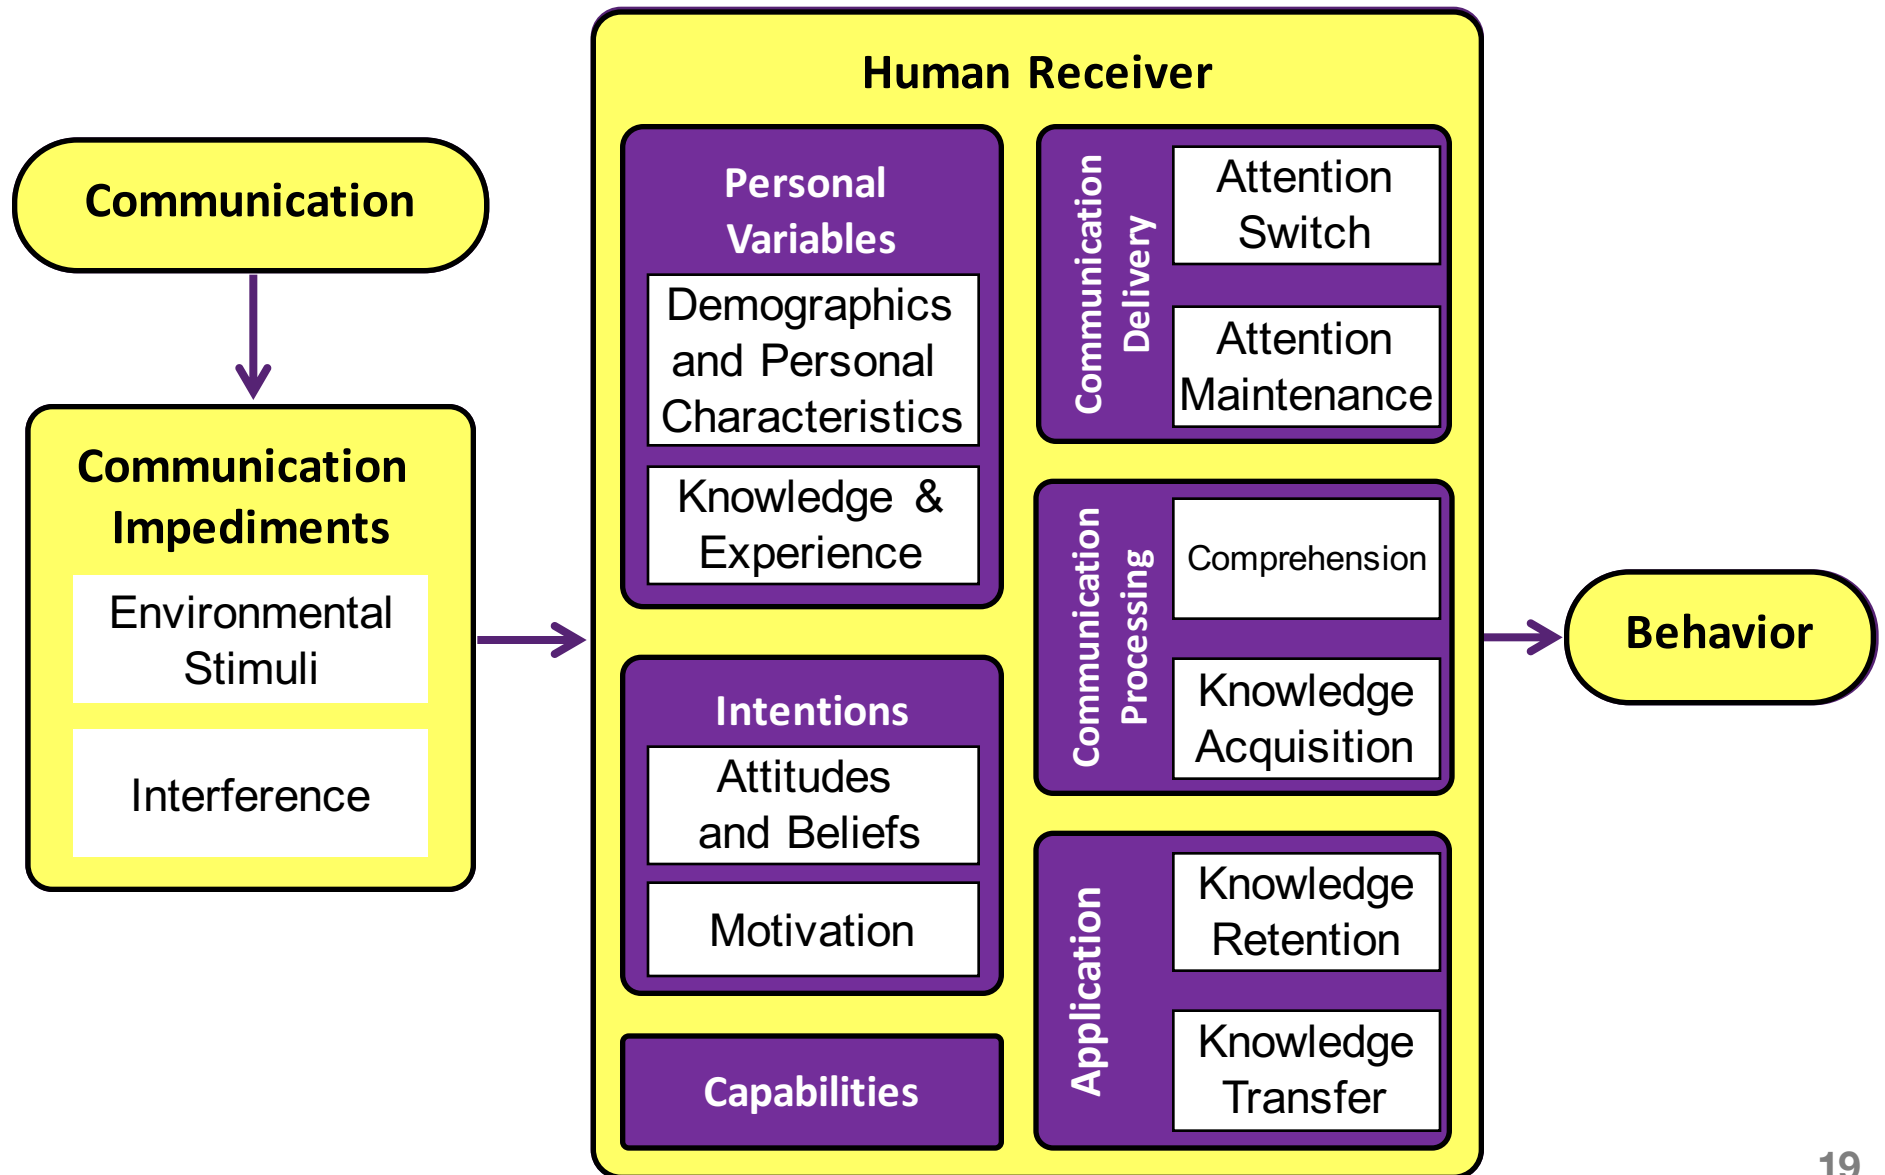 Communication
Communication
Impediments
Environmental
Stimuli
Interference
Human Receiver
Personal
Variables
Demographics
and Personal
Characteristics
Knowledge &
Experience
Intentions
Attitudes
and Beliefs
Motivation
Capabilities
Communication
Delivery
Attention
Switch
Attention
Maintenance
Communication
Processing
Comprehension
Knowledge
Acquisition
Application
Knowledge
Retention
Knowledge
Transfer
Behavior
19